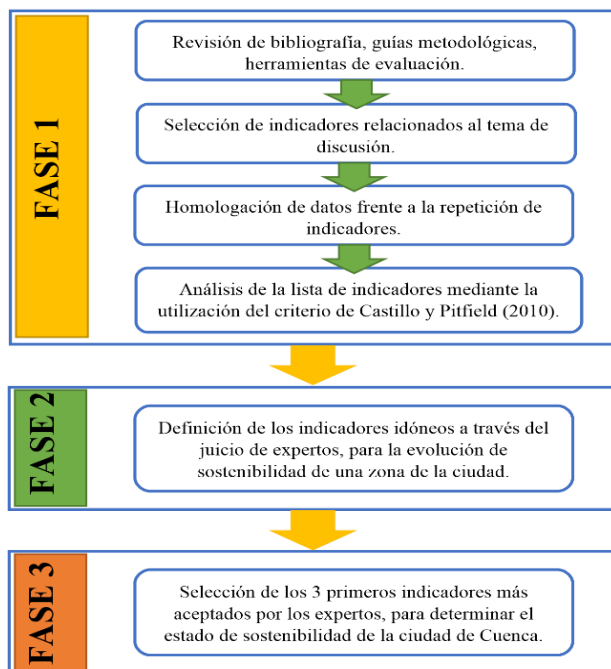 FASE 1
Revisión de bibliografía, guías metodológicas,
herramientas de evaluación.
Selección de indicadores relacionados al tema de
discusión.
Homologación de datos frente a la repetición de
indicadores.
Análisis de la lista de indicadores mediante la
utilización del criterio de Castillo y Pitfield (2010).
FASE 2
Definición de los indicadores idóneos a través del
juicio de expertos, para la evolución de
sostenibilidad de una zona de la ciudad.
FASE 3
Selección de los 3 primeros indicadores más
aceptados por los expertos, para determinar el
estado de sostenibilidad de la ciudad de Cuenca.